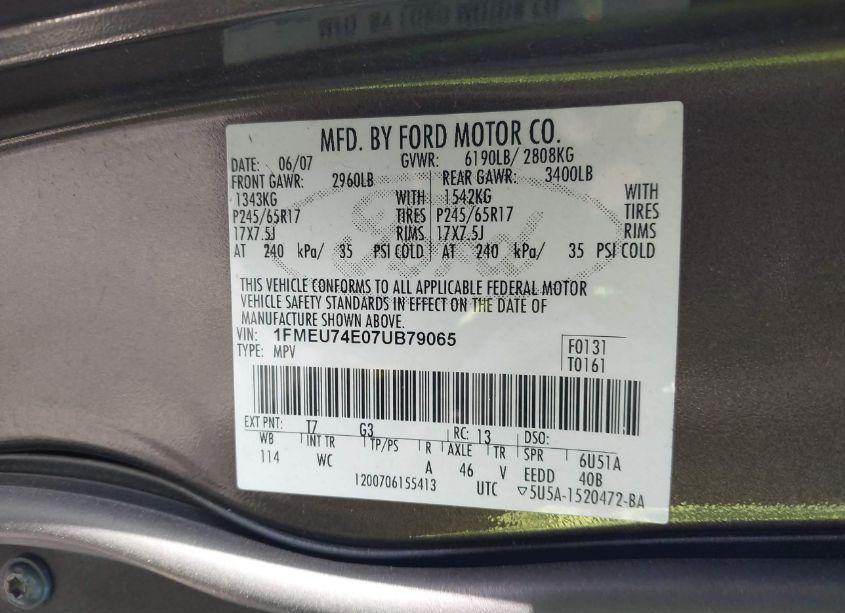 MFD. BY FORD MOTOR CO.
DATE: 06/07 GVWR: 6190LB/ 2808KG
FRONT GAWR: 2960LB REAR GAWR: 3400LB
1343KG WITH 1542KG WITH
P245/65R17 TIRES P245/65R17 TIRES
17X7.5J RIMS 17X7.5J RIMS
AT 240 kPa/ 35 PSI COLD AT 240 kPa/ 35 PSI COLD
THIS VEHICLE CONFORMS TO ALL APPLICABLE FEDERAL MOTOR
VEHICLE SAFETY STANDARDS IN EFFECT ON THE DATE OF
MANUFACTURE SHOWN ABOVE.
VIN: 1FMEU74E07UB79065
TYPE: MPV
F0131
T0161
EXT PNT: T7 G3 RC: 13 DSO:
WB INT TR TP/PS R AXLE TR SPR 6U51A
114 WC A 46 V EEDD 40B
1200706155413 UTC ▽5U5A-1520472-BA